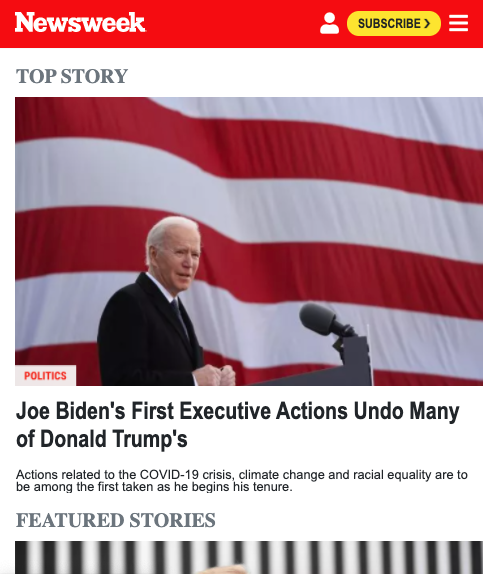 Newsweek
SUBSCRIBE ›
TOP STORY
POLITICS
Joe Biden's First Executive Actions Undo Many
of Donald Trump's
Actions related to the COVID-19 crisis, climate change and racial equality are to
be among the first taken as he begins his tenure.
FEATURED STORIES